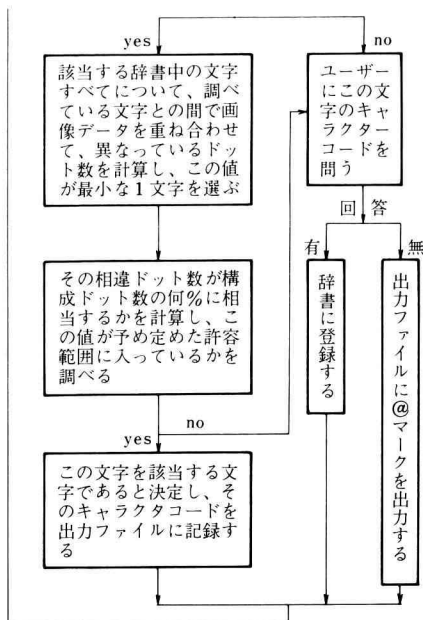 yes
no
該当する辞書中の文字
すべてについて、調べ
ている文字との間で画
像データを重ね合わせ
て、異なっているドッ
ト数を計算し、この値
が最小な1文字を選ぶ
ユーザー
にこの文
字のキャ
ラクター
コードを
問う
回答
有
無
辞書に登録する
出力ファイルに@マークを出力する
その相違ドット数が構
成ドット数の何%に相
当するかを計算し、こ
の値が予め定めた許容
範囲に入っているかを
調べる
no
yes
この文字を該当する文
字であると決定し、そ
のキャラクタコードを
出力ファイルに記録す
る